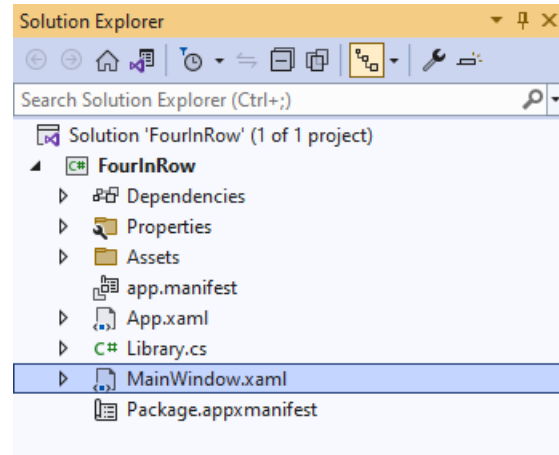 Solution Explorer
Search Solution Explorer (Ctrl+;)
Solution 'FourInRow' (1 of 1 project)
C# FourInRow
Dependencies
Properties
Assets
app.manifest
App.xaml
C# Library.cs
MainWindow.xaml
Package.appxmanifest